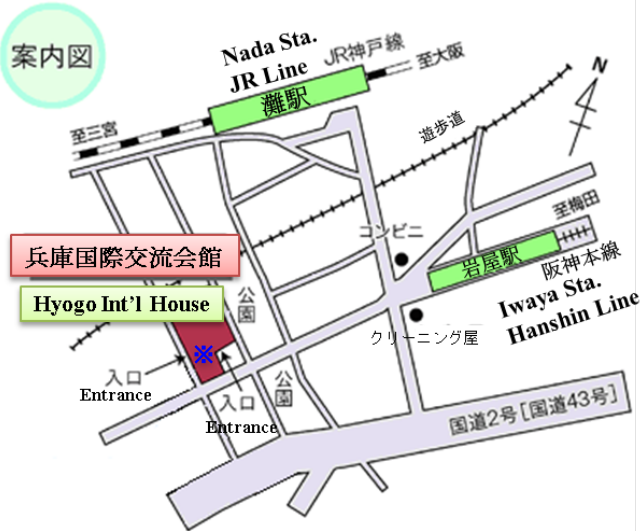 案内図
Nada Sta.
JR Line
JR神戸線
灘駅
至大阪
至三宮
N
遊歩道
コンビニ
至梅田
岩屋駅
阪神本線
Iwaya Sta.
Hanshin Line
兵庫国際交流会館
Hyogo Int'l House
公園
※
クリーニング屋
入口
Entrance
入口
Entrance
公園
国道2号[国道43号]